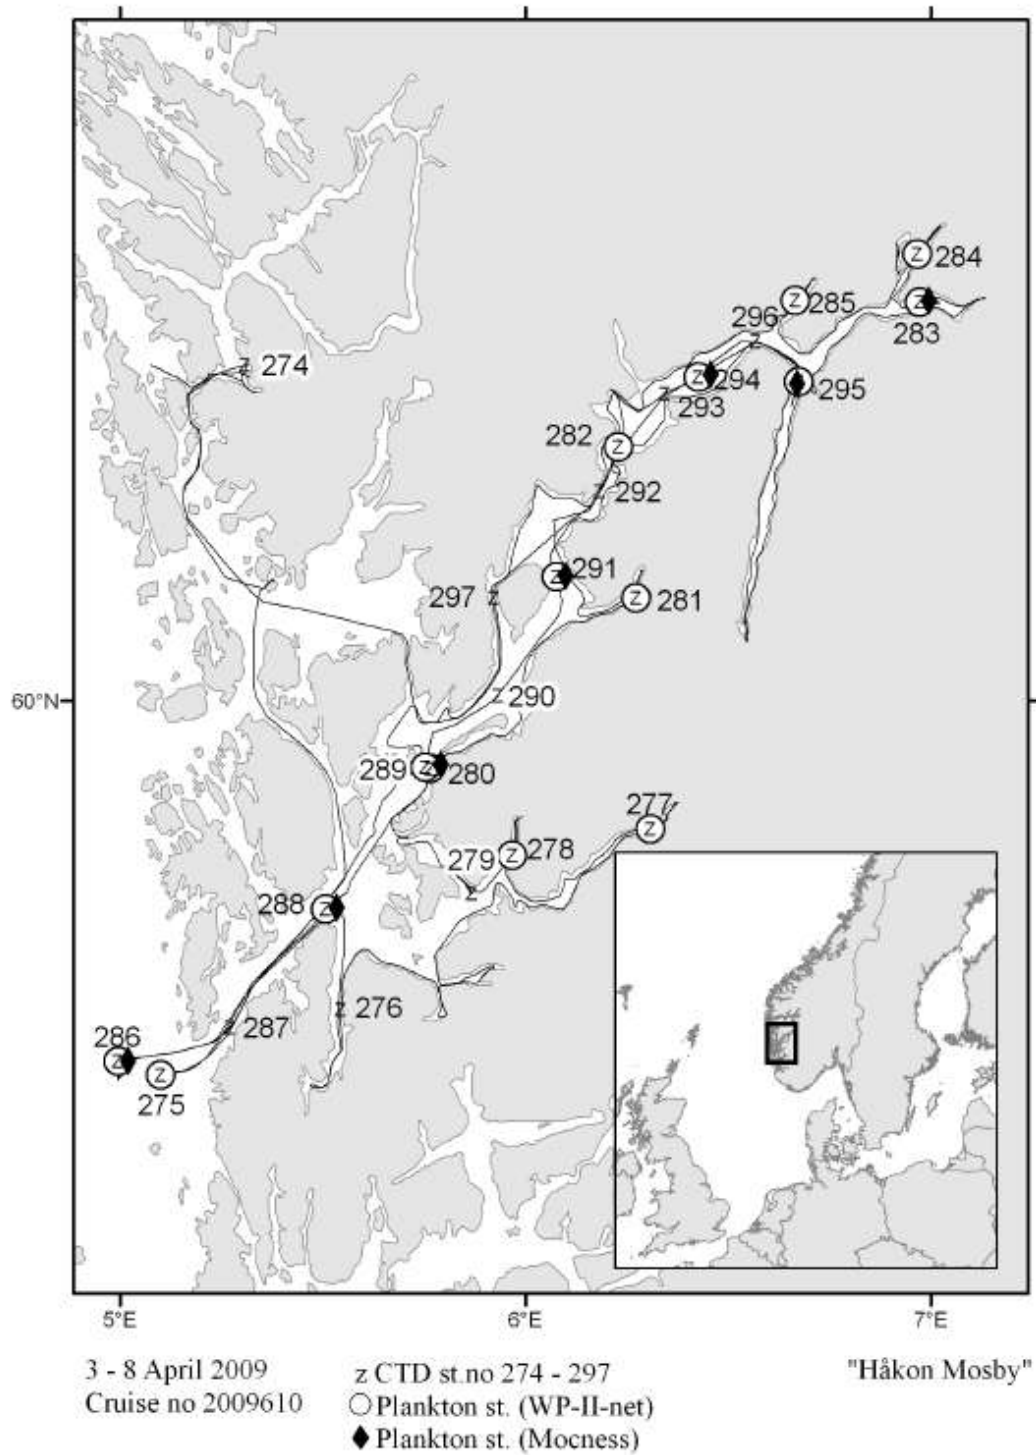 284
285
296
283
274
294
295
293
282
292
291
297
281
60°N
290
289
280
277
279
278
288
276
287
286
275
5°E
6°E
7°E
3 - 8 April 2009
z CTD st.no 274 - 297
"Håkon Mosby"
Cruise no 2009610
Plankton st. (WP-II-net)
Plankton st. (Mocness)